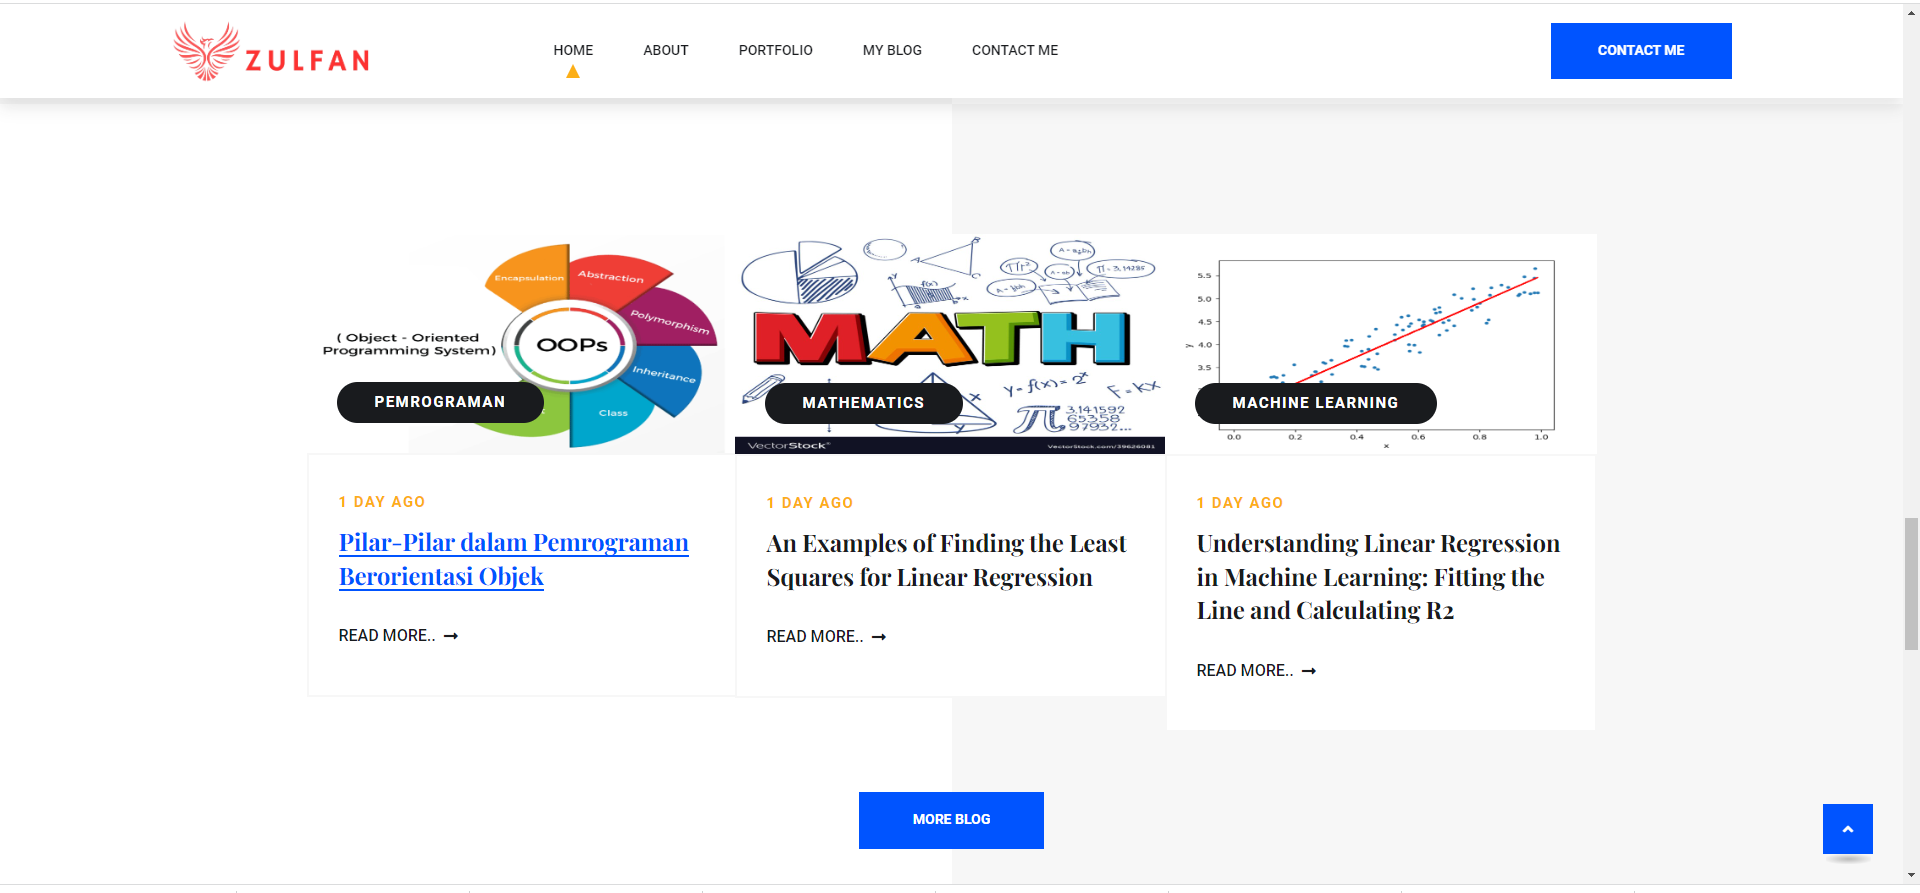 ZULFAN
HOME
ABOUT
PORTFOLIO
MY BLOG
CONTACT ME
CONTACT ME
Encapsulation
Abstraction
Polymorphism
( Object - Oriented
Programming System)
OOPs
Inheritance
Class
PEMROGRAMAN
1 DAY AGO
Pilar-Pilar dalam Pemrograman
Berorientasi Objek
READ MORE..
B
A
C
f(x)
y
x
πr²
A = ab
π = 3,14285
MATH
y = f(x) = 2ˣ
F = KX
x
y
π
3,141592
65358
97932...
VectorStock®
VectorStock.com/39626081
MATHEMATICS
1 DAY AGO
An Examples of Finding the Least
Squares for Linear Regression
READ MORE..
5.5
5.0
4.5
4.0
3.5
y
0.0
0.2
0.4
0.6
0.8
1.0
x
MACHINE LEARNING
1 DAY AGO
Understanding Linear Regression
in Machine Learning: Fitting the
Line and Calculating R2
READ MORE..
MORE BLOG